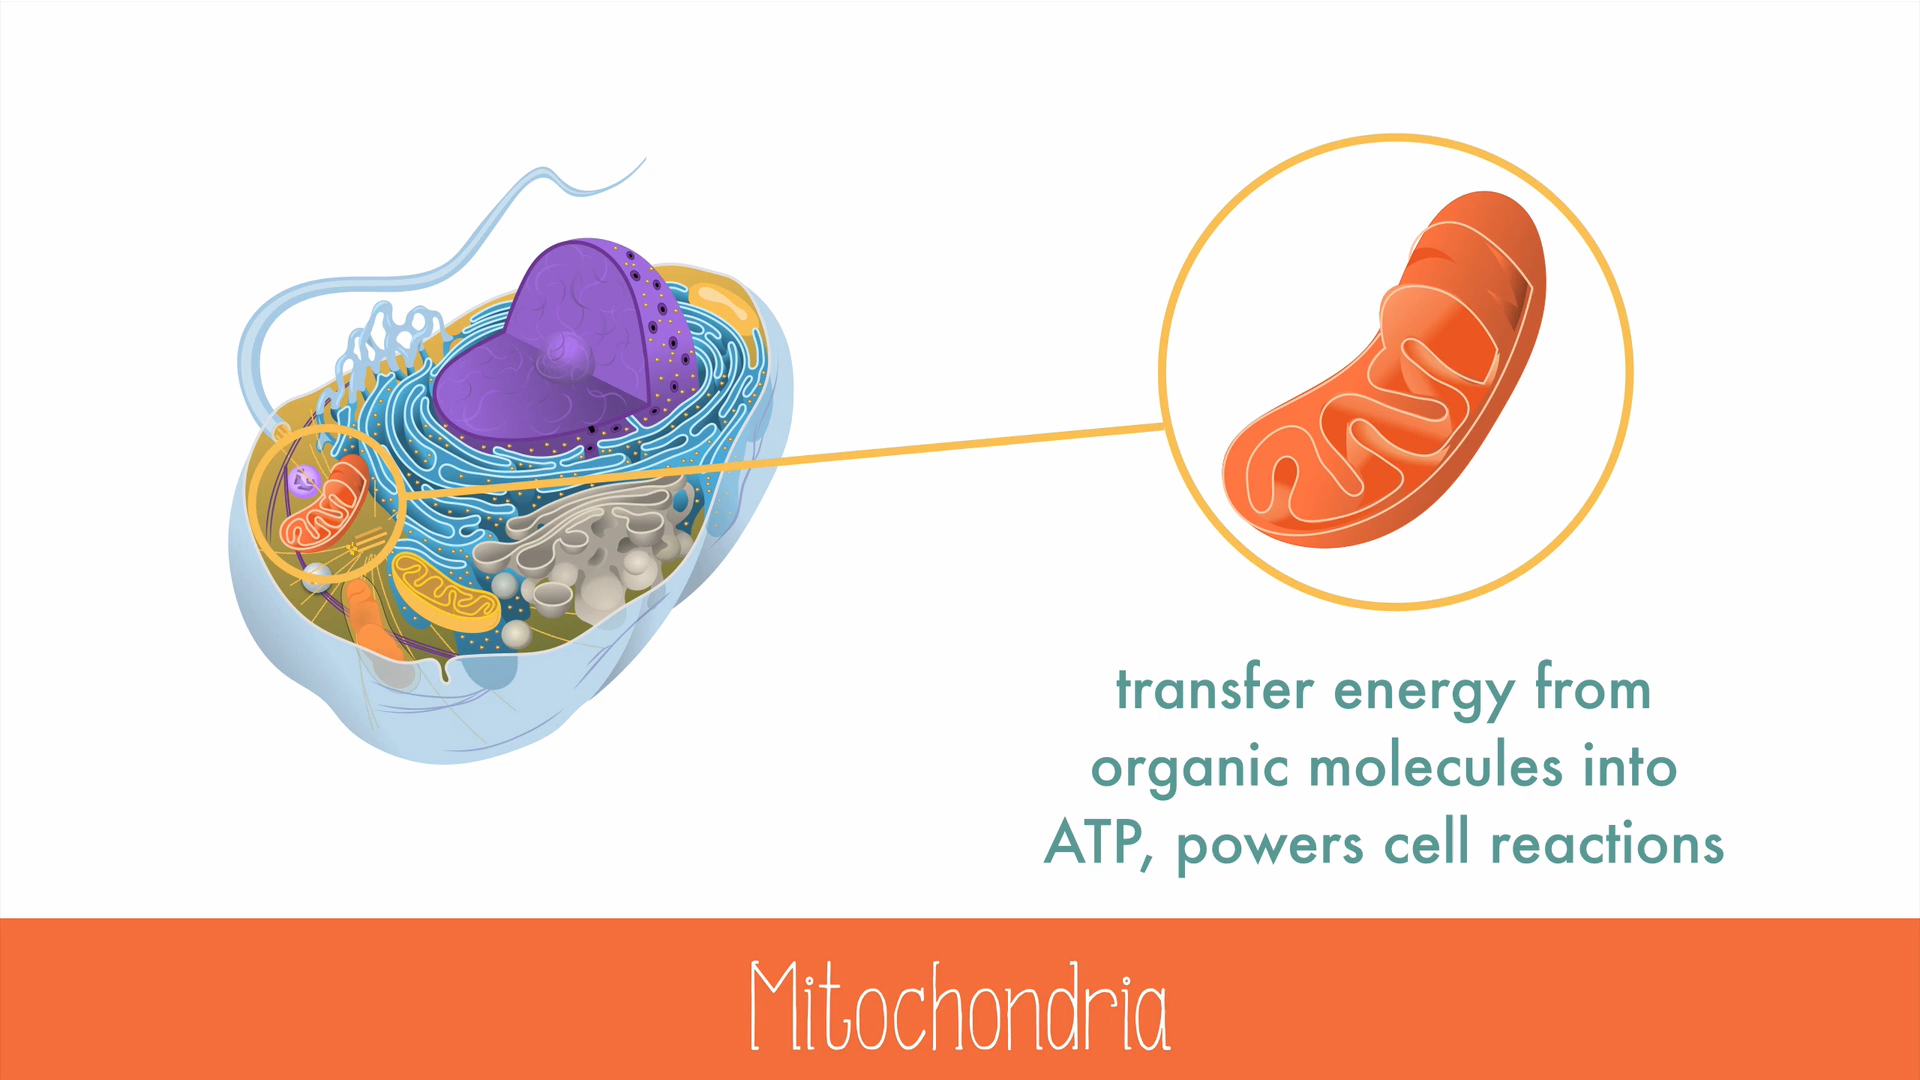 transfer energy from
organic molecules into
ATP, powers cell reactions
Mitochondria